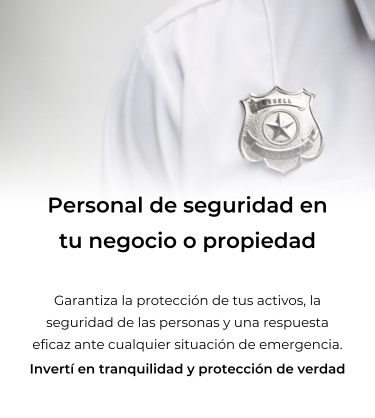 GESELL
Personal de seguridad en
tu negocio o propiedad
Garantiza la protección de tus activos, la
seguridad de las personas y una respuesta
eficaz ante cualquier situación de emergencia.
Invertí en tranquilidad y protección de verdad